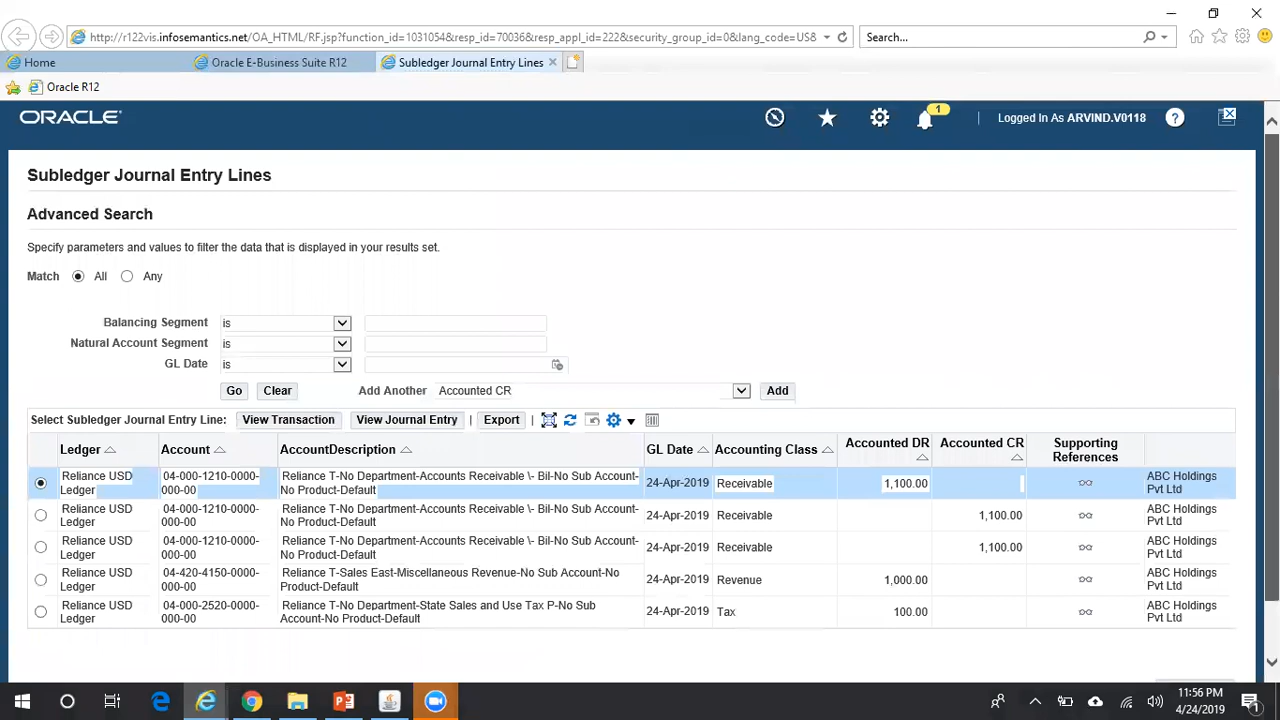 http://r122vis.infosemantics.net/OA_HTML/RF.jsp?function_id=1031054&resp_id=70036&resp_appl_id=222&security_group_id=0&lang_code=US&
Search...
Home
Oracle E-Business Suite R12
Subledger Journal Entry Lines
Oracle R12
ORACLE
1
Logged In As ARVIND.V0118
Subledger Journal Entry Lines
Advanced Search
Specify parameters and values to filter the data that is displayed in your results set.
Match All Any
Balancing Segment is
Natural Account Segment is
GL Date is
Go Clear Add Another Accounted CR Add
Select Subledger Journal Entry Line: View Transaction View Journal Entry | Export
Ledger Account AccountDescription GL Date Accounting Class Accounted DR Accounted CR Supporting References
Reliance USD 04-000-1210-0000- Reliance T-No Department-Accounts Receivable \- Bil-No Sub Account- 24-Apr-2019 Receivable 1,100.00 ABC Holdings
Ledger 000-00 No Product-Default Pvt Ltd
Reliance USD 04-000-1210-0000- Reliance T-No Department-Accounts Receivable \- Bil-No Sub Account- 24-Apr-2019 Receivable 1,100.00 ABC Holdings
Ledger 000-00 No Product-Default Pvt Ltd
Reliance USD 04-000-1210-0000- Reliance T-No Department-Accounts Receivable \- Bil-No Sub Account- 24-Apr-2019 Receivable 1,100.00 ABC Holdings
Ledger 000-00 No Product-Default Pvt Ltd
Reliance USD 04-420-4150-0000- Reliance T-Sales East-Miscellaneous Revenue-No Sub Account-No 24-Apr-2019 Revenue 1,000.00 ABC Holdings
Ledger 000-00 Product-Default Pvt Ltd
Reliance USD 04-000-2520-0000- Reliance T-No Department-State Sales and Use Tax P-No Sub 24-Apr-2019 Tax 100.00 ABC Holdings
Ledger 000-00 Account-No Product-Default Pvt Ltd
11:56 PM
4/24/2019
1